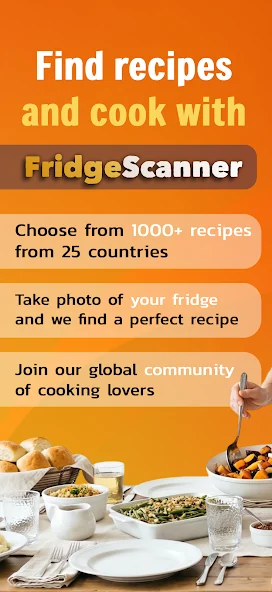 Find recipes
and cook with
FridgeScanner
Choose from 1000+ recipes
from 25 countries
Take photo of your fridge
and we find a perfect recipe
Join our global community
of cooking lovers